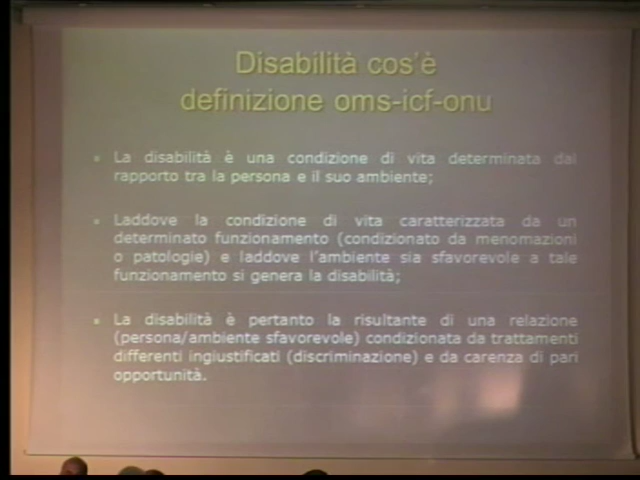 Disabilità cos'è
definizione oms-icf-onu
La disabilità è una condizione di vita determinata dal
rapporto tra la persona e il suo ambiente;
Laddove la condizione di vita caratterizzata da un
determinato funzionamento (condizionato da menomazioni
o patologie) e laddove l'ambiente sia sfavorevole a tale
funzionamento si genera la disabilità;
La disabilità è pertanto la risultante di una relazione
(persona/ambiente sfavorevole) condizionata da trattamenti
differenti ingiustificati (discriminazione) e da carenza di pari
opportunità.